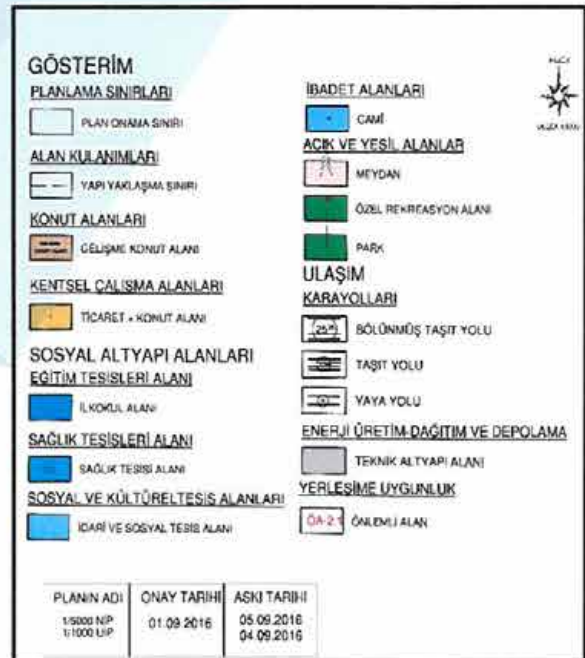 GÖSTERİM
PLANLAMA SINIRLARI
PLAN ONAMA SINIRI
ALAN KULANIMLARI
YAPI YAKLAŞMA SINIRI
KONUT ALANLARI
GELİŞME KONUT ALANI
KENTSEL ÇALIŞMA ALANLARI
TİCARET + KONUT ALANI
SOSYAL ALTYAPI ALANLARI
EĞİTİM TESİSLERİ ALANI
İLKOKUL ALANI
SAĞLIK TESİSLERİ ALANI
SAĞLIK TESİSİ ALANI
SOSYAL VE KÜLTÜRELTESİS ALANLARI
İDARİ VE SOSYAL TESİS ALANI
İBADET ALANLARI
CAMİ
AÇIK VE YEŞİL ALANLAR
MEYDAN
ÖZEL REKREASYON ALANI
PARK
ULAŞIM
KARAYOLLARI
BÖLÜNMÜŞ TAŞIT YOLU
TAŞIT YOLU
YAYA YOLU
ENERJİ ÜRETİM-DAĞITIM VE DEPOLAMA
TEKNİK ALTYAPI ALANI
YERLEŞİME UYGUNLUK
ÖA-2.1 ÖNLEMLİ ALAN
PLANIN ADI ONAY TARİHİ ASKI TARİHİ
1/5000 NİP 01.09.2016 05.09.2016
1/1000 UİP 04.09.2016